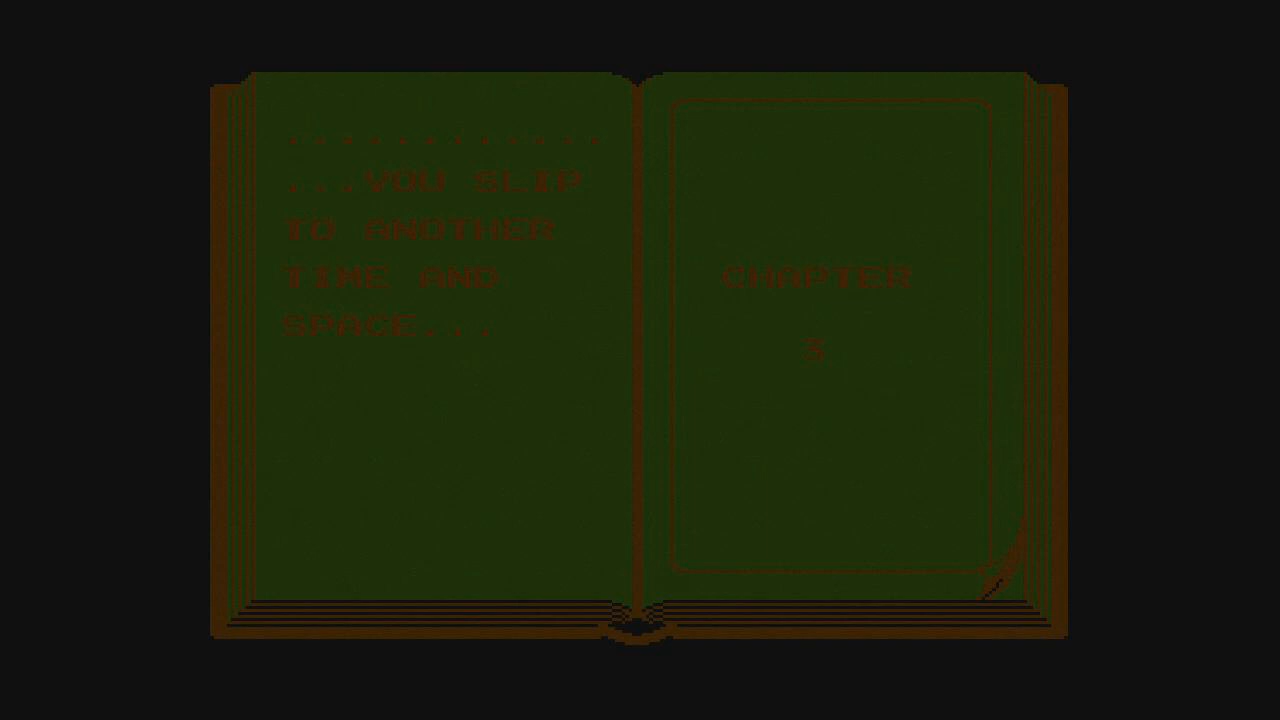 ............
...YOU SLIP
TO ANOTHER
TIME AND
SPACE...
CHAPTER
3